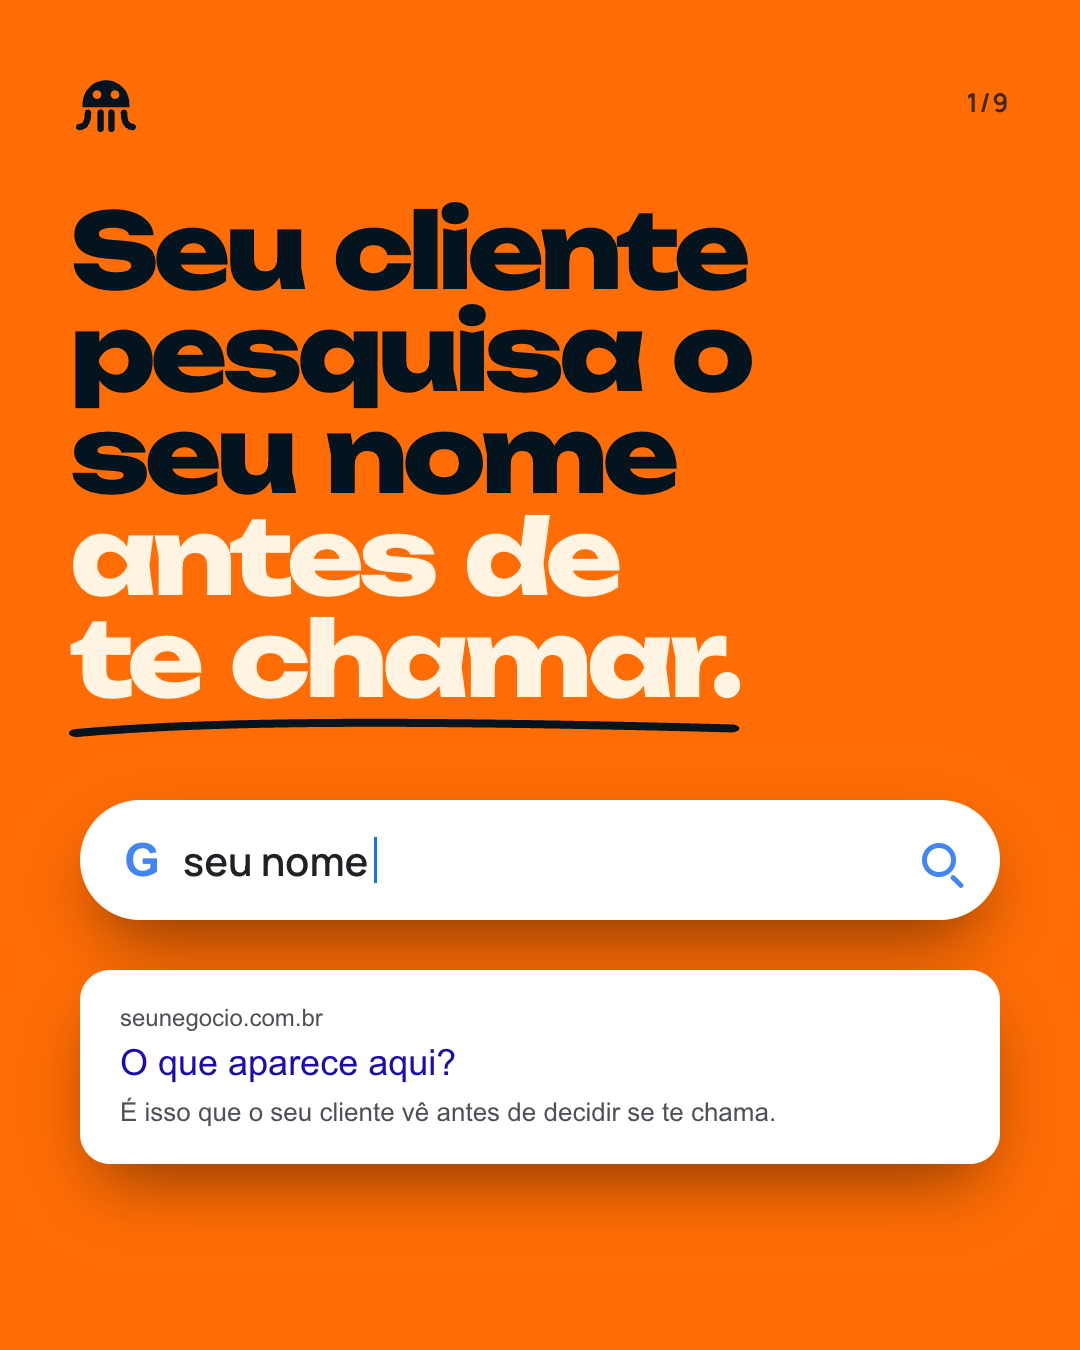 1/9
Seu cliente
pesquisa o
seu nome
antes de
te chamar.
G seu nome
seunegocio.com.br
O que aparece aqui?
É isso que o seu cliente vê antes de decidir se te chama.